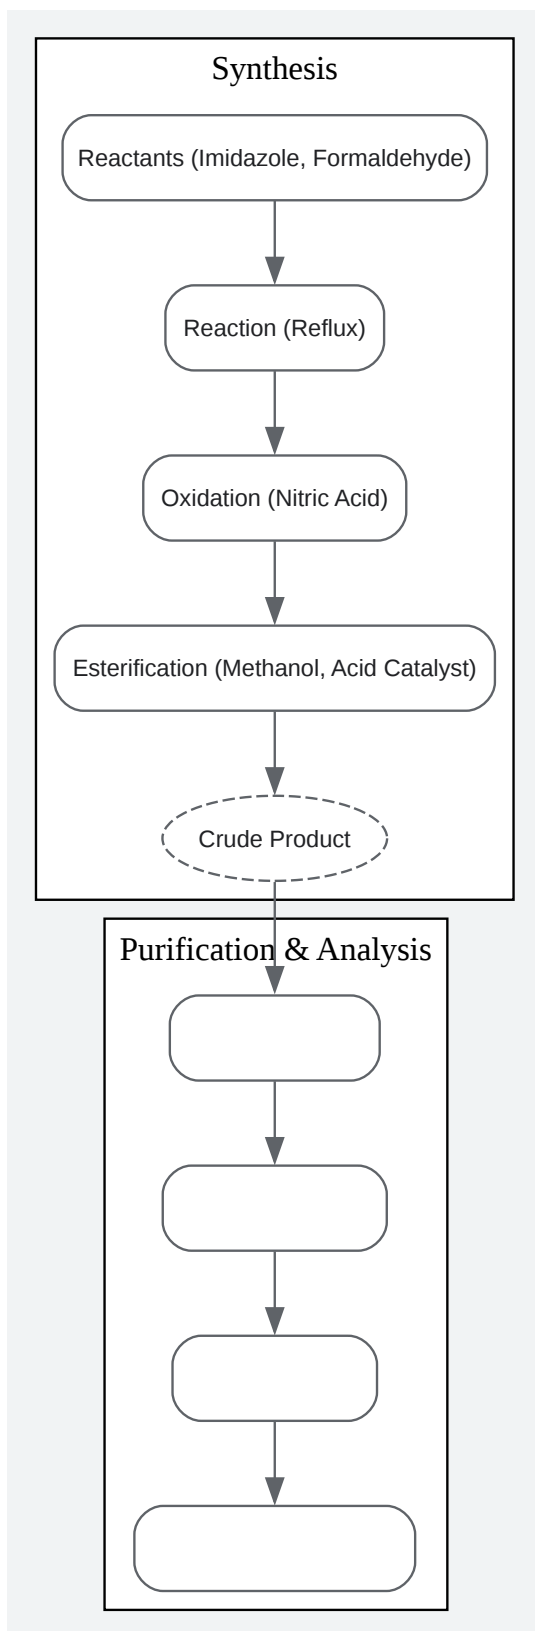 Synthesis
Reactants (Imidazole, Formaldehyde)
Reaction (Reflux)
Oxidation (Nitric Acid)
Esterification (Methanol, Acid Catalyst)
Crude Product
Purification & Analysis